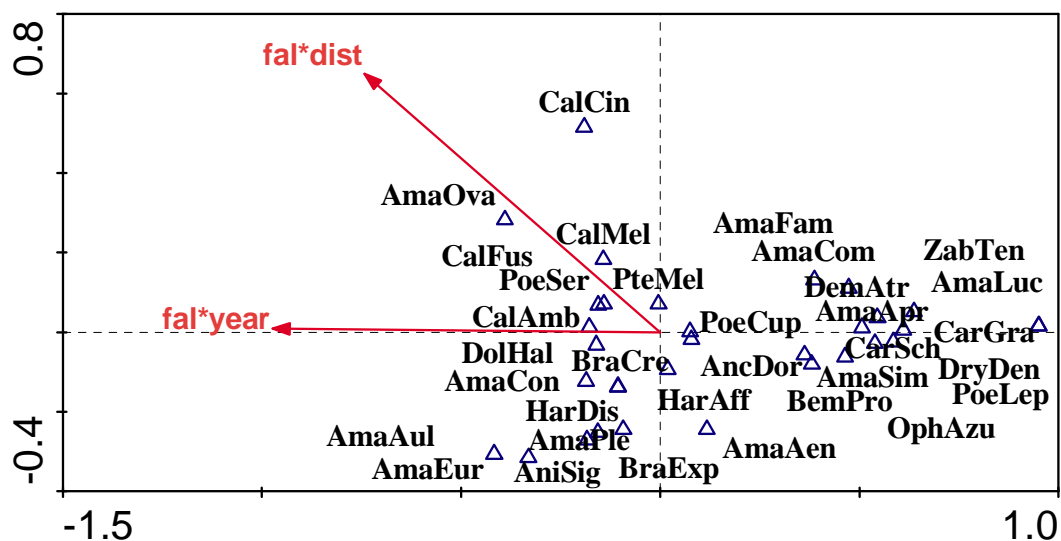 0.8
fal*dist
CalCin
AmaOva
AmaFam
CalMel
AmaCom
ZabTen
CalFus
PoeSer
PteMel
DemAtr
AmaLuc
AmaApr
fal*year
CalAmb
PoeCup
CarGra
CarSch
DolHal
BraCre
AncDor
AmaSim
DryDen
AmaCon
PoeLep
HarAff
BemPro
HarDis
OphAzu
AmaAul
AmaPle
AmaAen
AmaEur
AniSig
BraExp
-0.4
-1.5
1.0